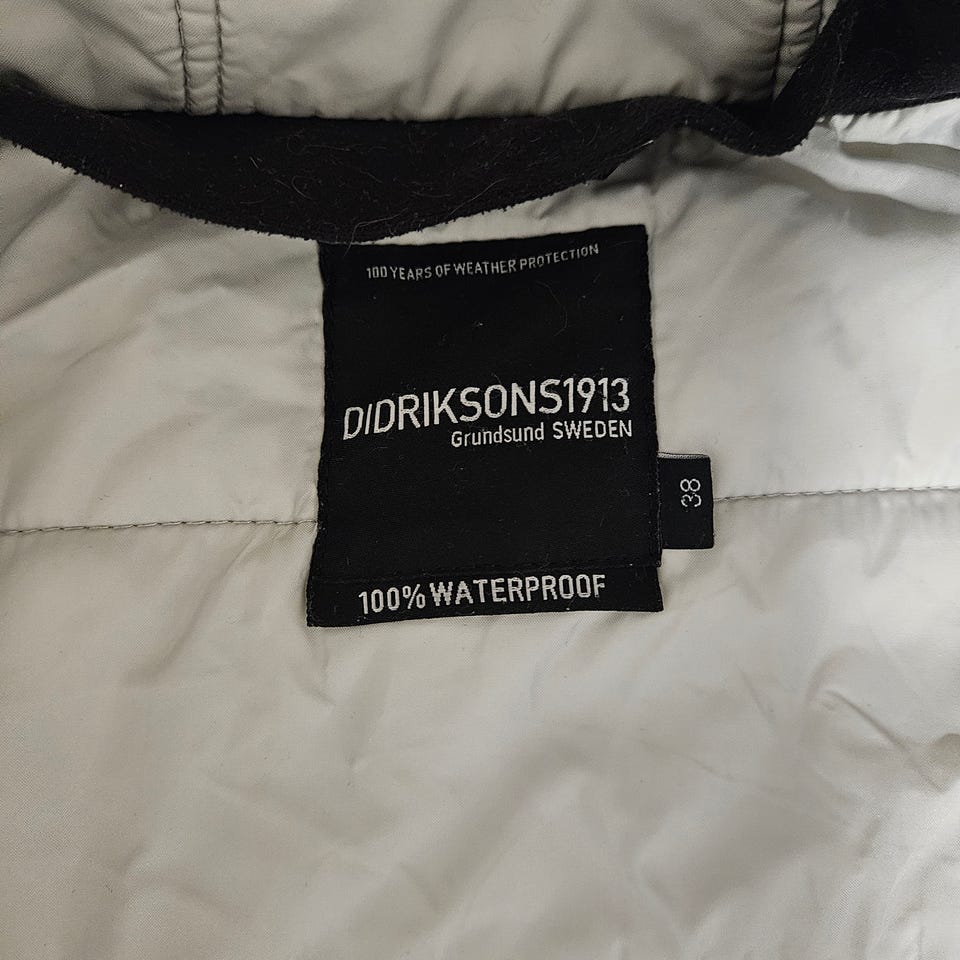 100 YEARS OF WEATHER PROTECTION
DIDRIKSONS1913
Grundsund SWEDEN
38
100% WATERPROOF